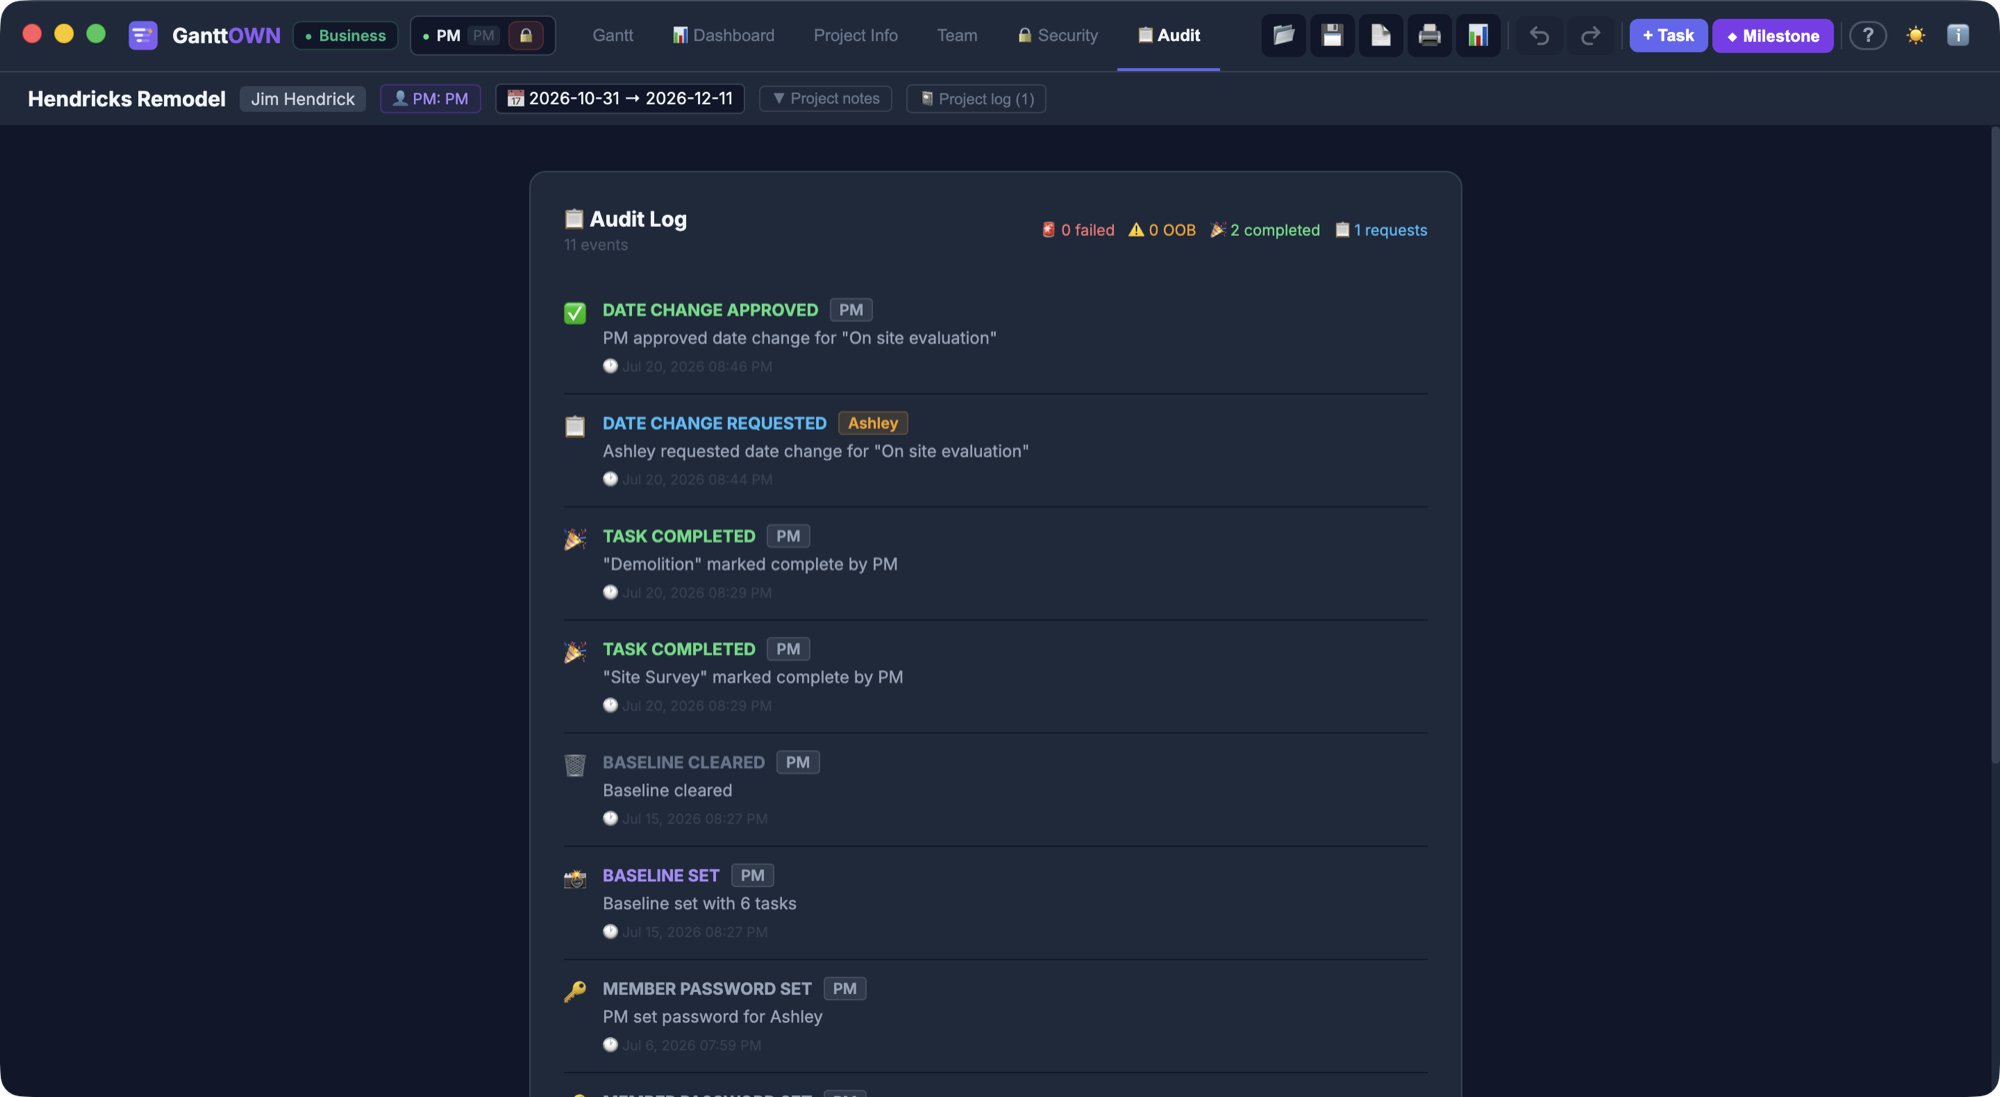 GanttOWN • Business • PM PM Gantt Dashboard Project Info Team Security Audit + Task ◆ Milestone ?
Hendricks Remodel Jim Hendrick PM: PM 2026-10-31 → 2026-12-11 ▼ Project notes Project log (1)
Audit Log
11 events
0 failed 0 OOB 2 completed 1 requests
DATE CHANGE APPROVED PM
PM approved date change for "On site evaluation"
Jul 20, 2026 08:46 PM
DATE CHANGE REQUESTED Ashley
Ashley requested date change for "On site evaluation"
Jul 20, 2026 08:44 PM
TASK COMPLETED PM
"Demolition" marked complete by PM
Jul 20, 2026 08:29 PM
TASK COMPLETED PM
"Site Survey" marked complete by PM
Jul 20, 2026 08:29 PM
BASELINE CLEARED PM
Baseline cleared
Jul 15, 2026 08:27 PM
BASELINE SET PM
Baseline set with 6 tasks
Jul 15, 2026 08:27 PM
MEMBER PASSWORD SET PM
PM set password for Ashley
Jul 6, 2026 07:59 PM
MEMBER PASSWORD SET PM